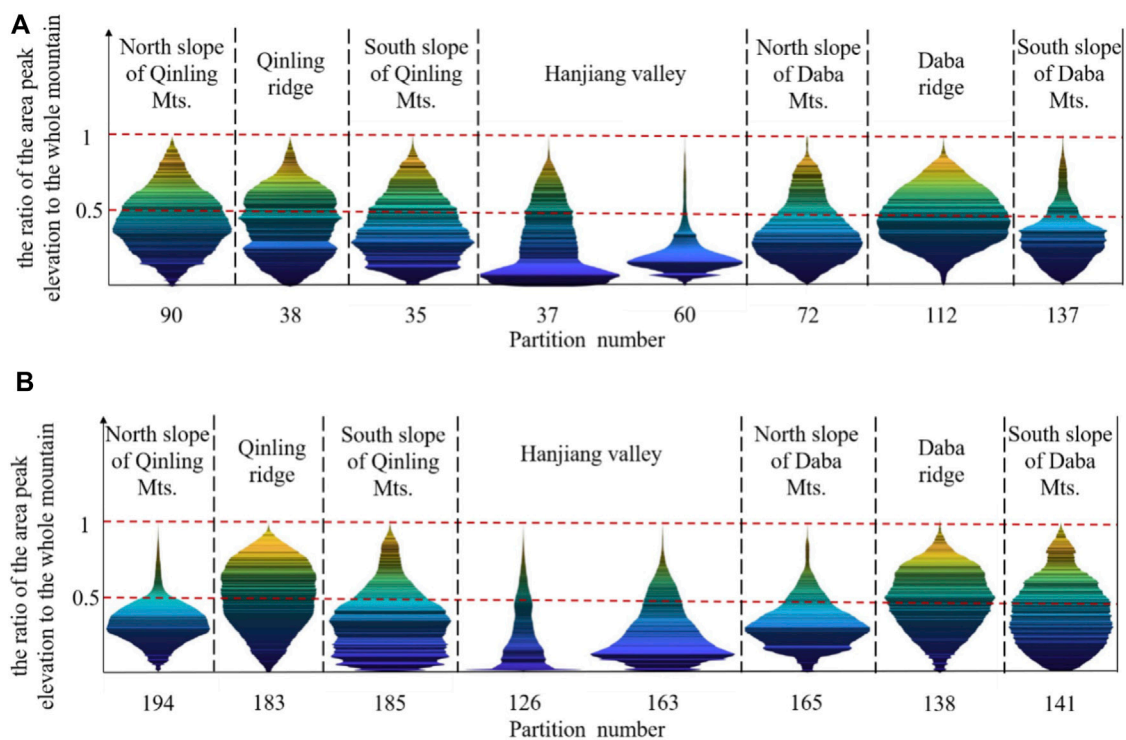 A
the ratio of the area peak
elevation to the whole mountain
North slope
of Qinling
Mts.
Qinling
ridge
South slope
of Qinling
Mts.
Hanjiang valley
North slope
of Daba
Mts.
Daba
ridge
South slope
of Daba
Mts.
1
0.5
90 38 35 37 60 72 112 137
Partition number
B
the ratio of the area peak
elevation to the whole mountain
North slope
of Qinling
Mts.
Qinling
ridge
South slope
of Qinling
Mts.
Hanjiang valley
North slope
of Daba
Mts.
Daba
ridge
South slope
of Daba
Mts.
1
0.5
194 183 185 126 163 165 138 141
Partition number